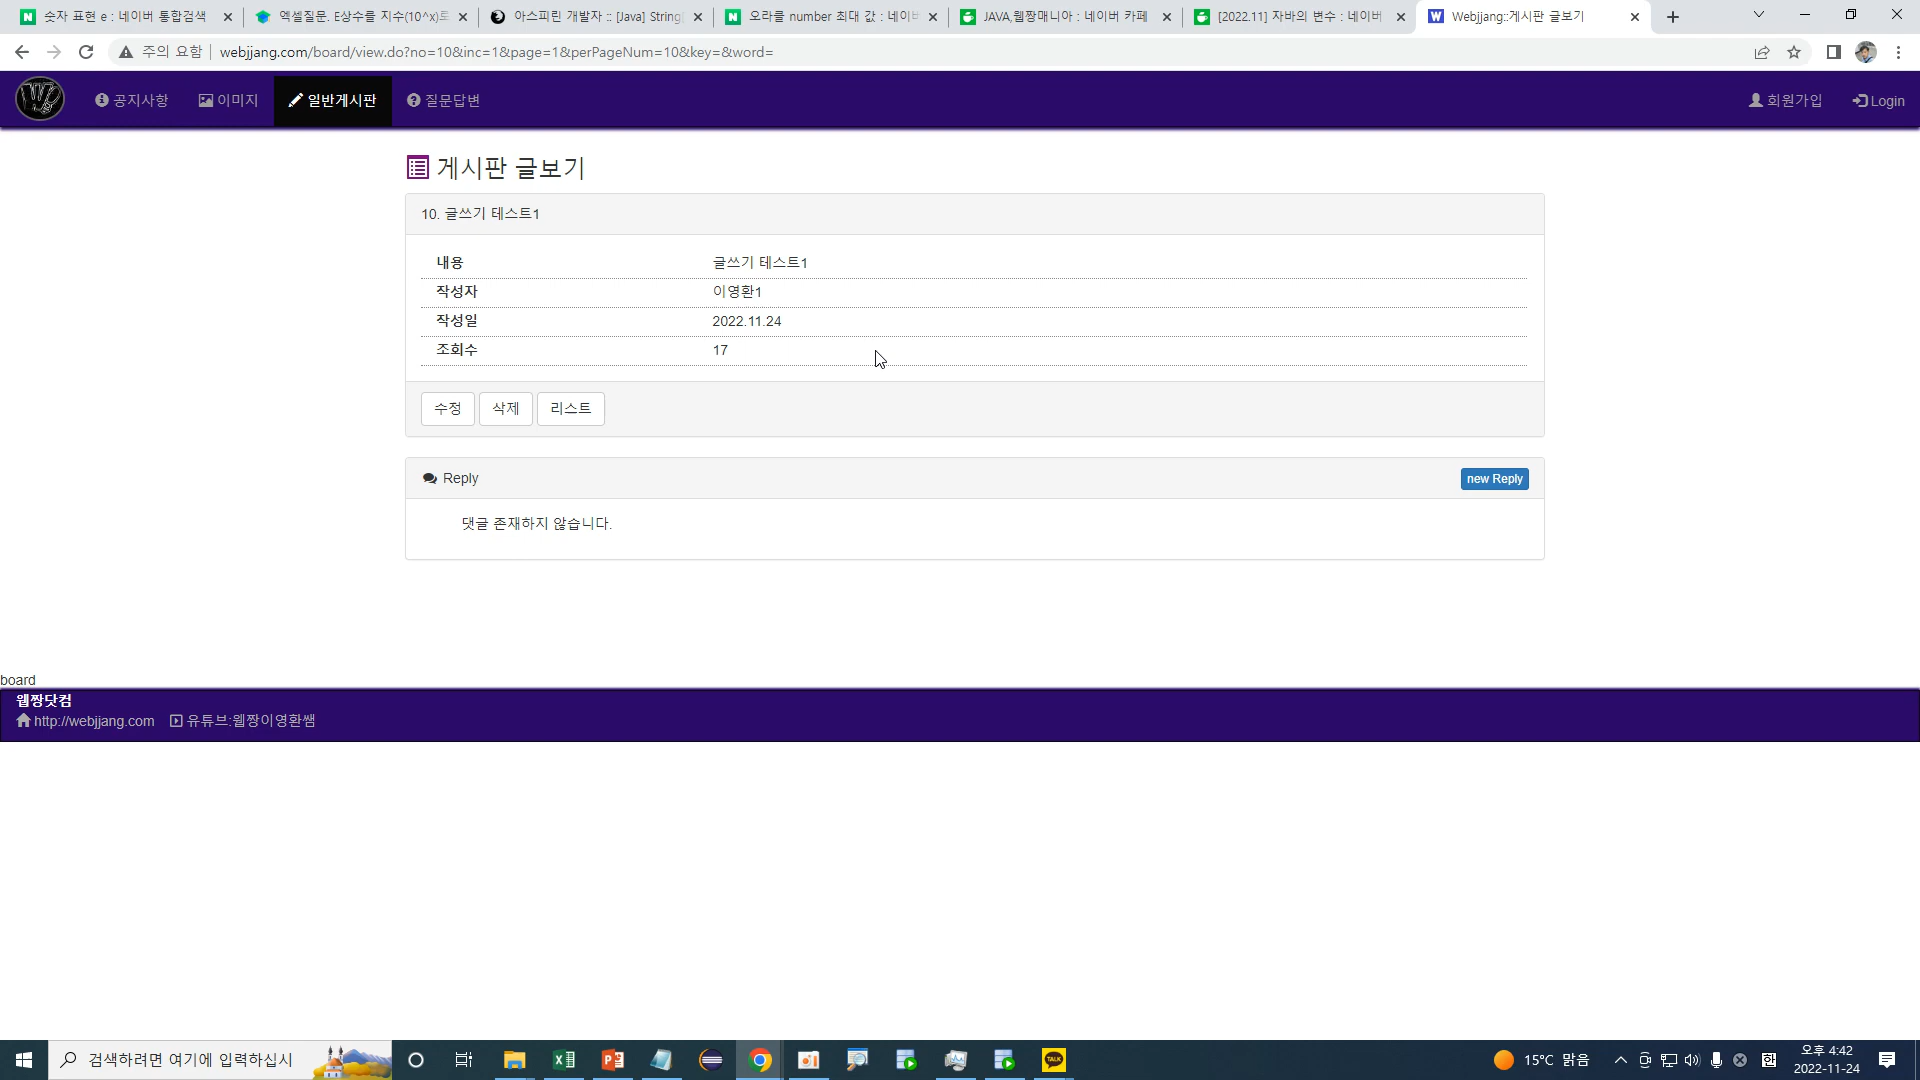 숫자 표현 e : 네이버 통합검색
엑셀질문. E상수를 지수(10^x)로
아스피린 개발자 :: [Java] String
오라클 number 최대 값 : 네이버
JAVA,웹짱매니아 : 네이버 카페
[2022.11] 자바의 변수 : 네이버
Webjjang::게시판 글보기
주의 요함
webjjang.com/board/view.do?no=10&inc=1&page=1&perPageNum=10&key=&word=
공지사항
이미지
일반게시판
질문답변
회원가입
Login
게시판 글보기
10. 글쓰기 테스트1
내용 글쓰기 테스트1
작성자 이영환1
작성일 2022.11.24
조회수 17
수정 삭제 리스트
Reply
new Reply
댓글 존재하지 않습니다.
board
웹짱닷컴
http://webjjang.com 유튜브:웹짱이영환쌤
검색하려면 여기에 입력하십시
TALK
15°C 맑음
한
오후 4:42
2022-11-24